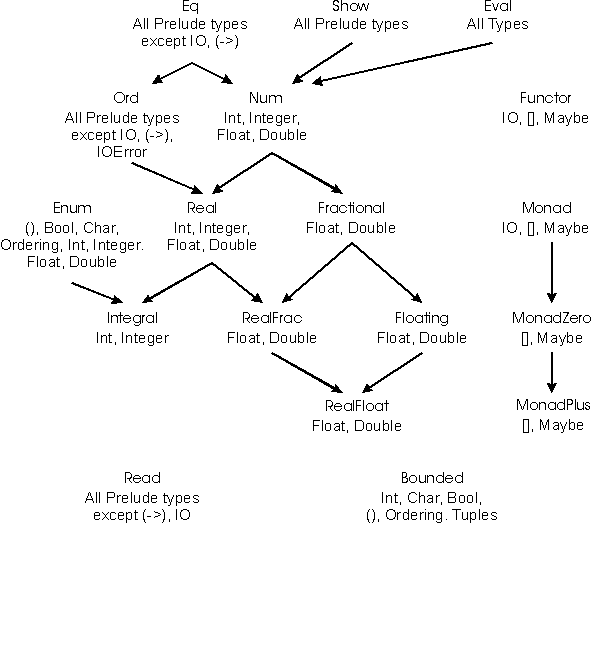 Eq
All Prelude types
except IO, (->)
Show
All Prelude types
Eval
All Types
Ord
All Prelude types
except IO, (->),
IOError
Num
Int, Integer,
Float, Double
Functor
IO, [], Maybe
Enum
(), Bool, Char,
Ordering, Int, Integer.
Float, Double
Real
Int, Integer,
Float, Double
Fractional
Float, Double
Monad
IO, [], Maybe
Integral
Int, Integer
RealFrac
Float, Double
Floating
Float, Double
MonadZero
[], Maybe
RealFloat
Float, Double
MonadPlus
[], Maybe
Read
All Prelude types
except (->), IO
Bounded
Int, Char, Bool,
(), Ordering. Tuples